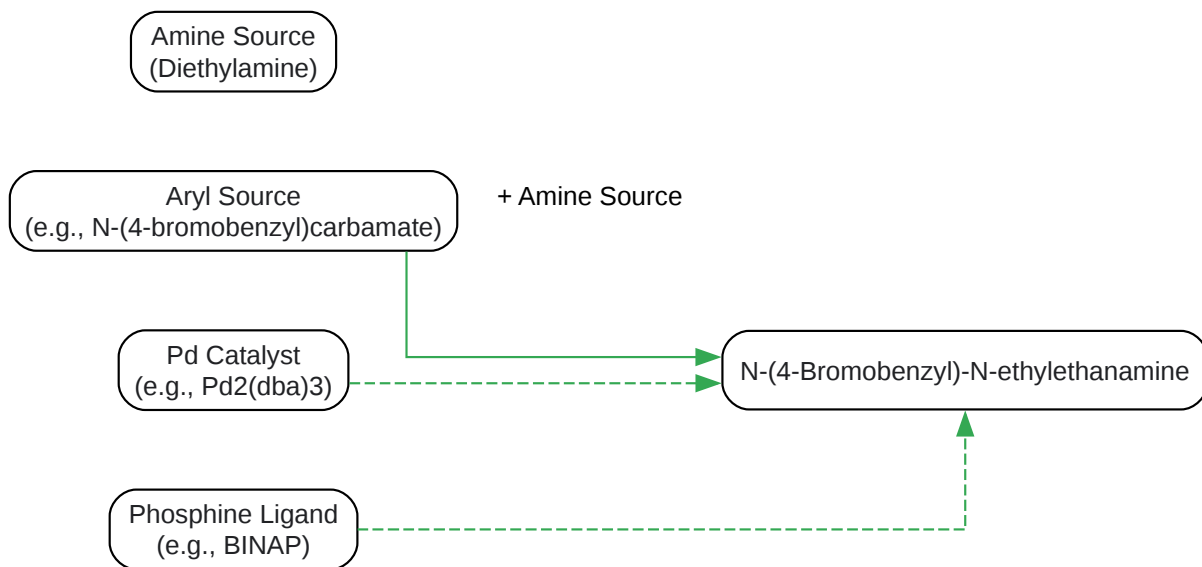 Amine Source
(Diethylamine)
Aryl Source
(e.g., N-(4-bromobenzyl)carbamate)
+ Amine Source
Pd Catalyst
(e.g., Pd2(dba)3)
N-(4-Bromobenzyl)-N-ethylethanamine
Phosphine Ligand
(e.g., BINAP)